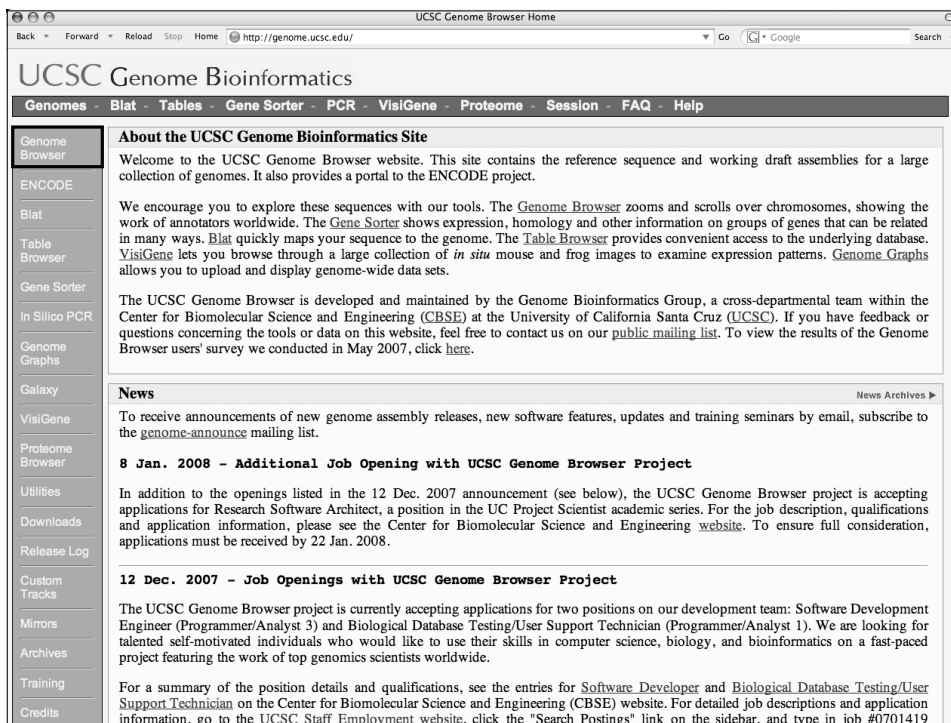 UCSC Genome Browser Home
Back Forward Reload Stop Home http://genome.ucsc.edu/ Go G Google Search
UCSC Genome Bioinformatics
Genomes - Blat - Tables - Gene Sorter - PCR - VisiGene - Proteome - Session - FAQ - Help
Genome
Browser
ENCODE
Blat
Table
Browser
Gene Sorter
In Silico PCR
Genome
Graphs
Galaxy
VisiGene
Proteome
Browser
Utilities
Downloads
Release Log
Custom
Tracks
Mirrors
Archives
Training
Credits
About the UCSC Genome Bioinformatics Site
Welcome to the UCSC Genome Browser website. This site contains the reference sequence and working draft assemblies for a large
collection of genomes. It also provides a portal to the ENCODE project.
We encourage you to explore these sequences with our tools. The Genome Browser zooms and scrolls over chromosomes, showing the
work of annotators worldwide. The Gene Sorter shows expression, homology and other information on groups of genes that can be related
in many ways. Blat quickly maps your sequence to the genome. The Table Browser provides convenient access to the underlying database.
VisiGene lets you browse through a large collection of in situ mouse and frog images to examine expression patterns. Genome Graphs
allows you to upload and display genome-wide data sets.
The UCSC Genome Browser is developed and maintained by the Genome Bioinformatics Group, a cross-departmental team within the
Center for Biomolecular Science and Engineering (CBSE) at the University of California Santa Cruz (UCSC). If you have feedback or
questions concerning the tools or data on this website, feel free to contact us on our public mailing list. To view the results of the Genome
Browser users' survey we conducted in May 2007, click here.
News
News Archives ▶
To receive announcements of new genome assembly releases, new software features, updates and training seminars by email, subscribe to
the genome-announce mailing list.
8 Jan. 2008 - Additional Job Opening with UCSC Genome Browser Project
In addition to the openings listed in the 12 Dec. 2007 announcement (see below), the UCSC Genome Browser project is accepting
applications for Research Software Architect, a position in the UC Project Scientist academic series. For the job description, qualifications
and application information, please see the Center for Biomolecular Science and Engineering website. To ensure full consideration,
applications must be received by 22 Jan. 2008.
12 Dec. 2007 - Job Openings with UCSC Genome Browser Project
The UCSC Genome Browser project is currently accepting applications for two positions on our development team: Software Development
Engineer (Programmer/Analyst 3) and Biological Database Testing/User Support Technician (Programmer/Analyst 1). We are looking for
talented self-motivated individuals who would like to use their skills in computer science, biology, and bioinformatics on a fast-paced
project featuring the work of top genomics scientists worldwide.
For a summary of the position details and qualifications, see the entries for Software Developer and Biological Database Testing/User
Support Technician on the Center for Biomolecular Science and Engineering (CBSE) website. For detailed job descriptions and application
information, go to the UCSC Staff Employment website, click the "Search Postings" link on the sidebar, and type in job #0701419